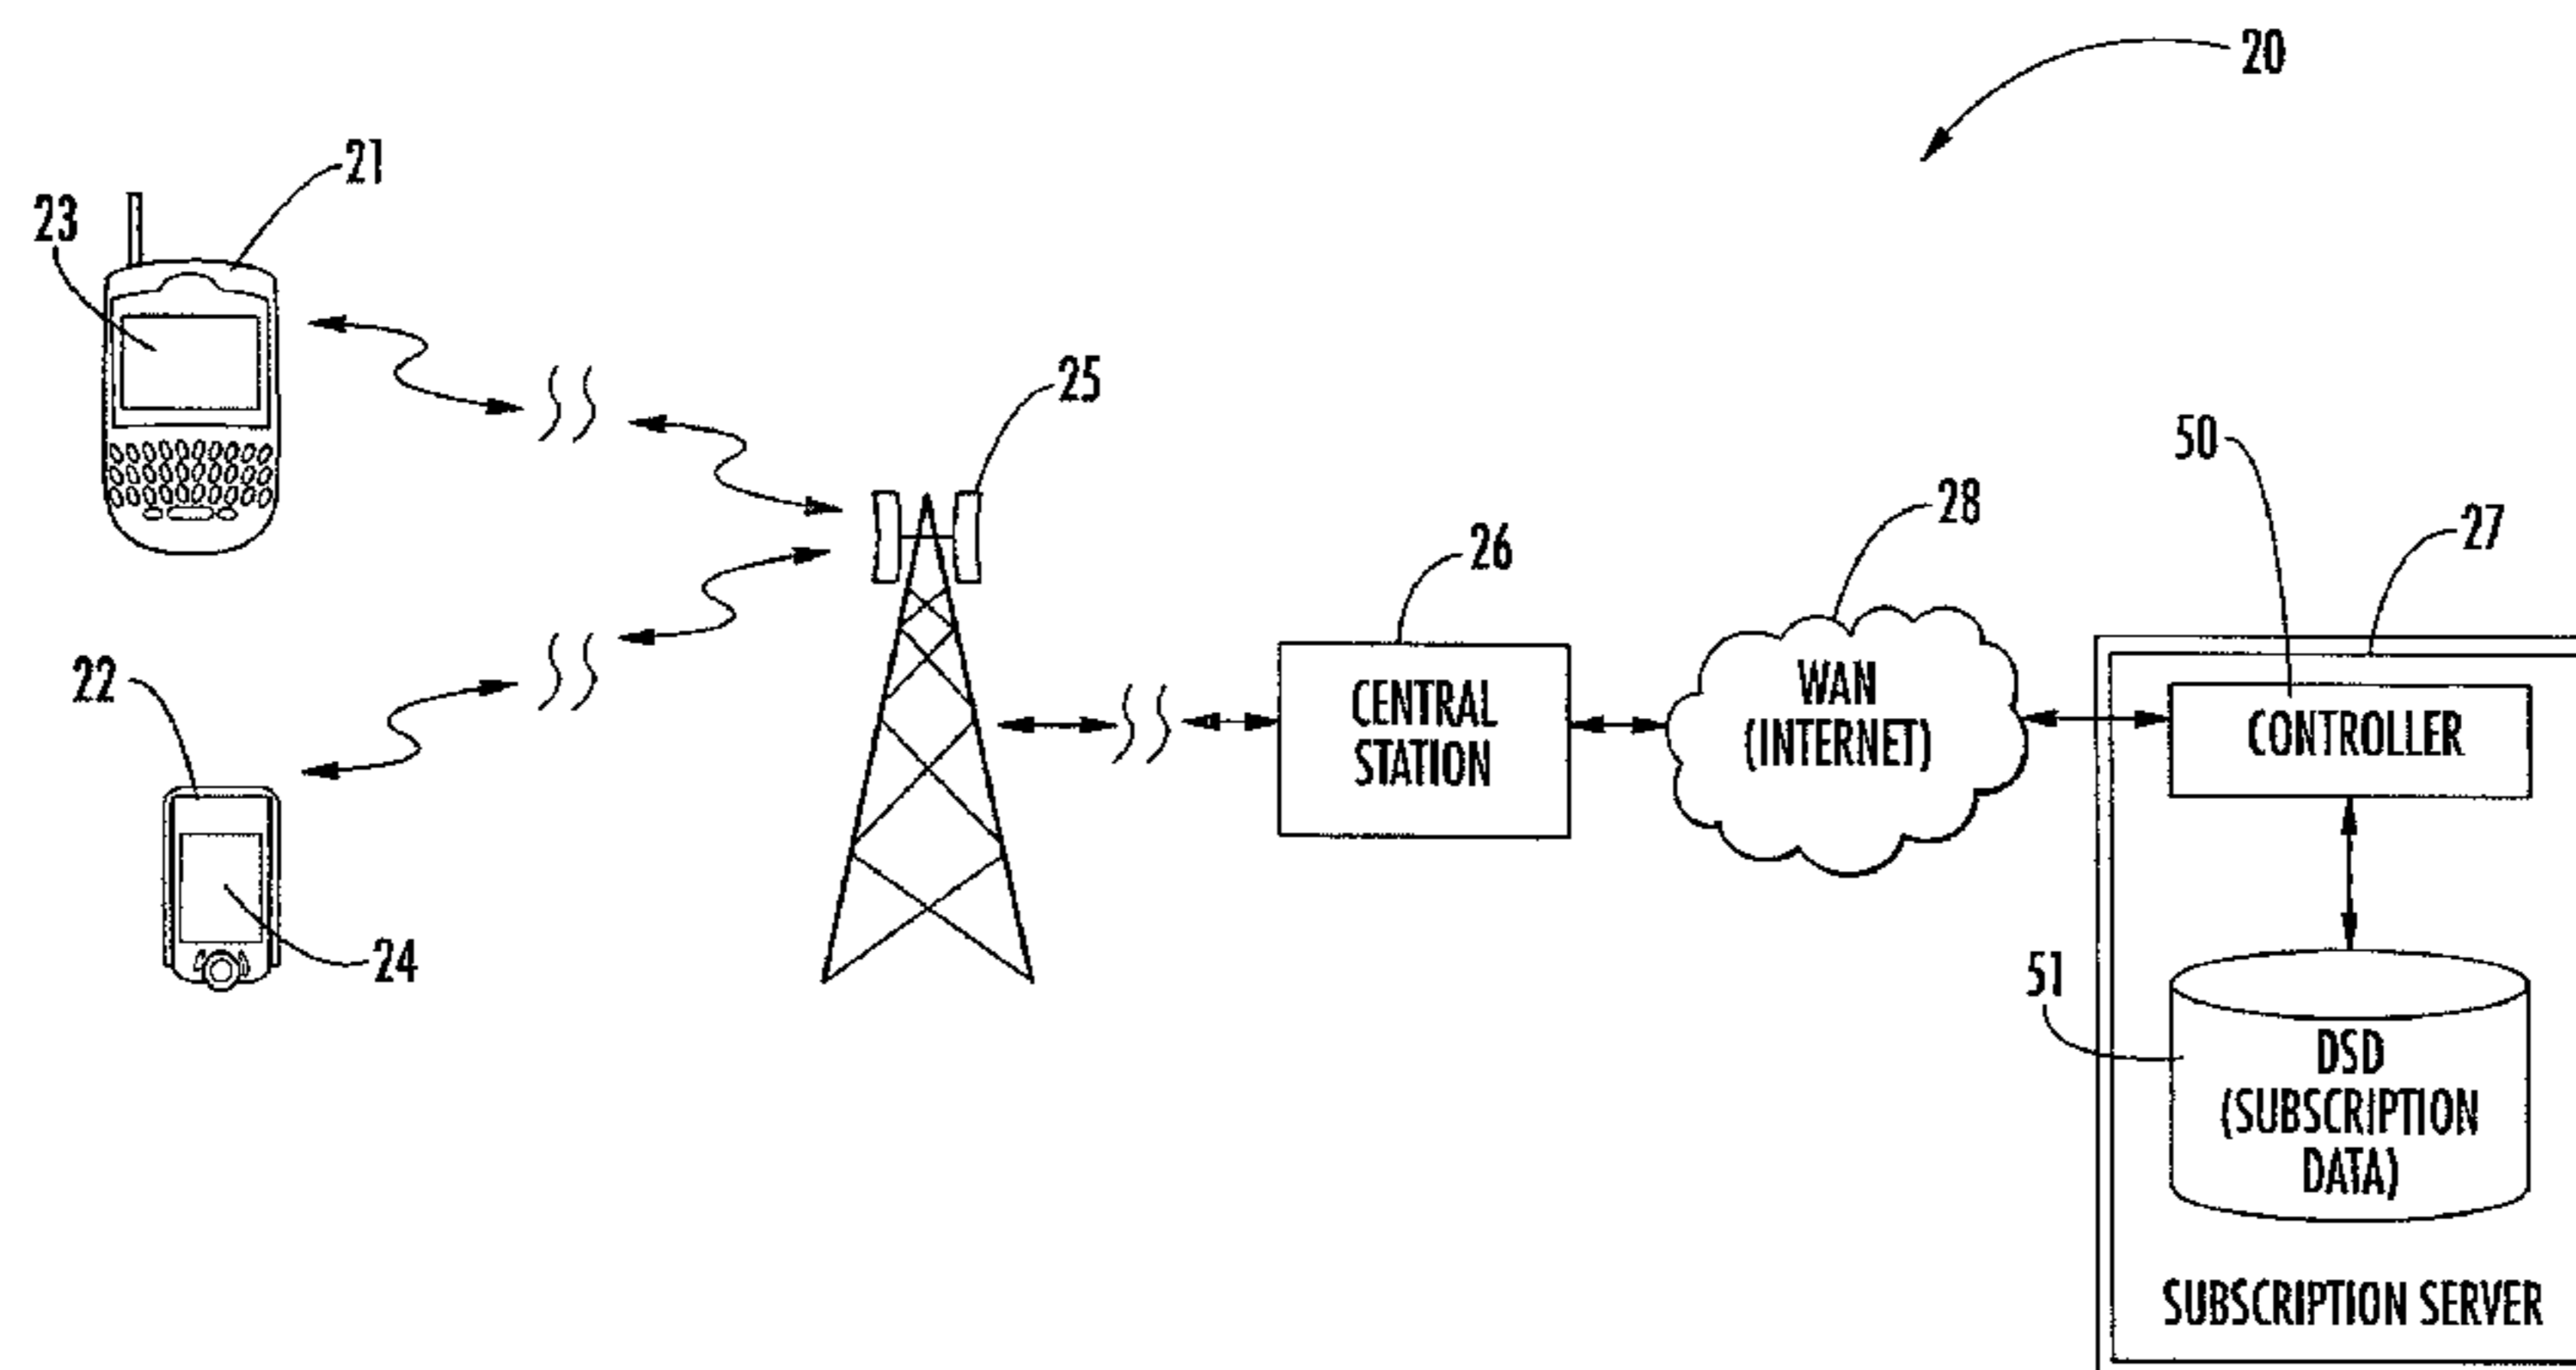 20
21
23
25
50
28
27
26
22
WAN
(INTERNET)
CENTRAL
STATION
CONTROLLER
24
51
DSD
(SUBSCRIPTION
DATA)
SUBSCRIPTION SERVER